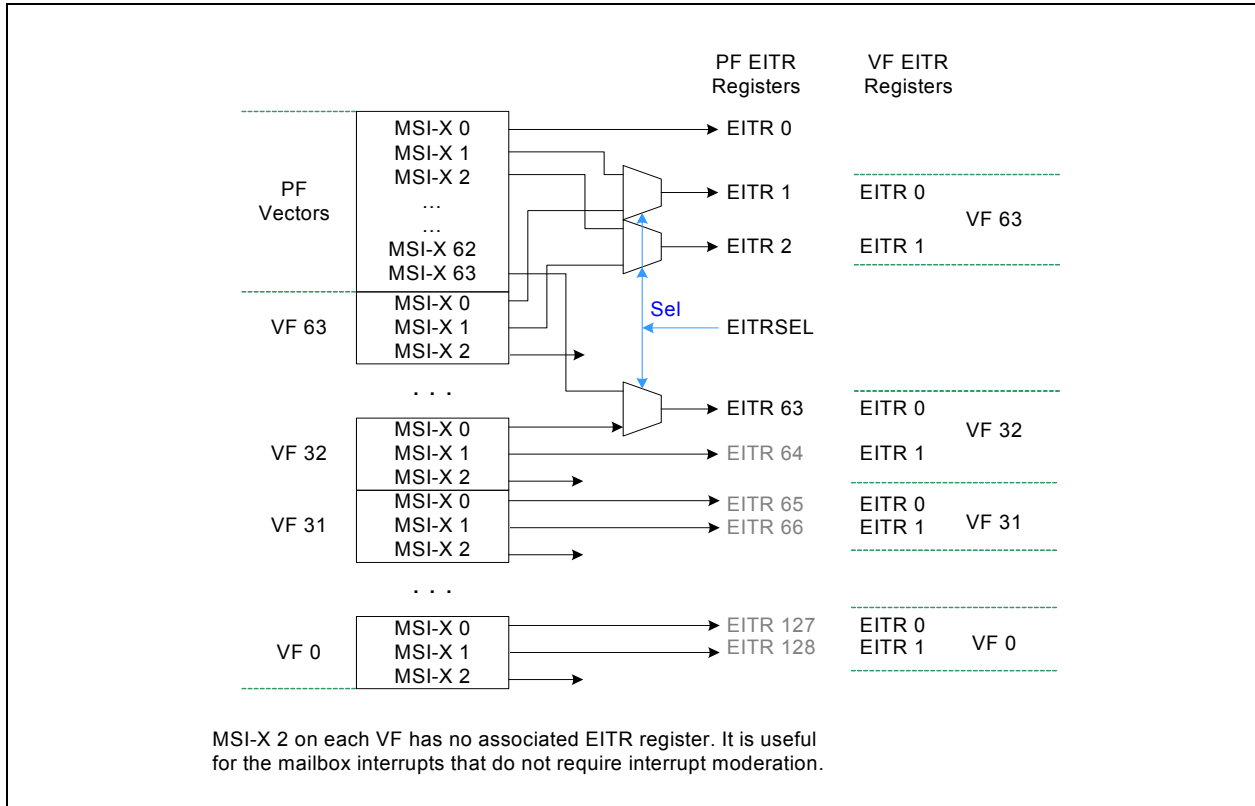 PF EITR
Registers
VF EITR
Registers
PF
Vectors
MSI-X 0
MSI-X 1
MSI-X 2
...
...
MSI-X 62
MSI-X 63
EITR 0
EITR 1
EITR 2
EITR 0
EITR 1
VF 63
VF 63
MSI-X 0
MSI-X 1
MSI-X 2
Sel
EITRSEL
. . .
VF 32
MSI-X 0
MSI-X 1
MSI-X 2
EITR 63
EITR 64
EITR 0
EITR 1
VF 32
VF 31
MSI-X 0
MSI-X 1
MSI-X 2
EITR 65
EITR 66
EITR 0
EITR 1
VF 31
. . .
VF 0
MSI-X 0
MSI-X 1
MSI-X 2
EITR 127
EITR 128
EITR 0
EITR 1
VF 0
MSI-X 2 on each VF has no associated EITR register. It is useful
for the mailbox interrupts that do not require interrupt moderation.